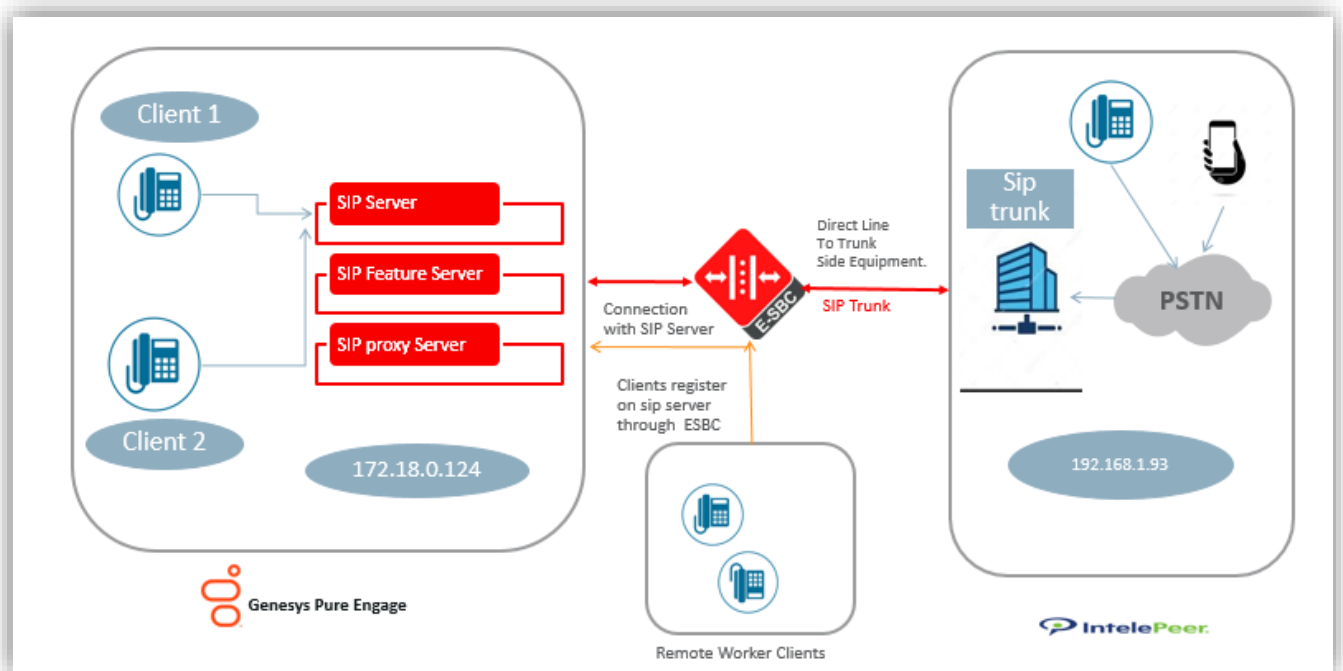 Client 1
SIP Server
SIP Feature Server
SIP proxy Server
Client 2
172.18.0.124
Genesys Pure Engage
Connection
with SIP Server
E-SBC
Clients register
on sip server
through ESBC
Remote Worker Clients
Direct Line
To Trunk
Side Equipment.
SIP Trunk
Sip
trunk
PSTN
192.168.1.93
IntelePeer.